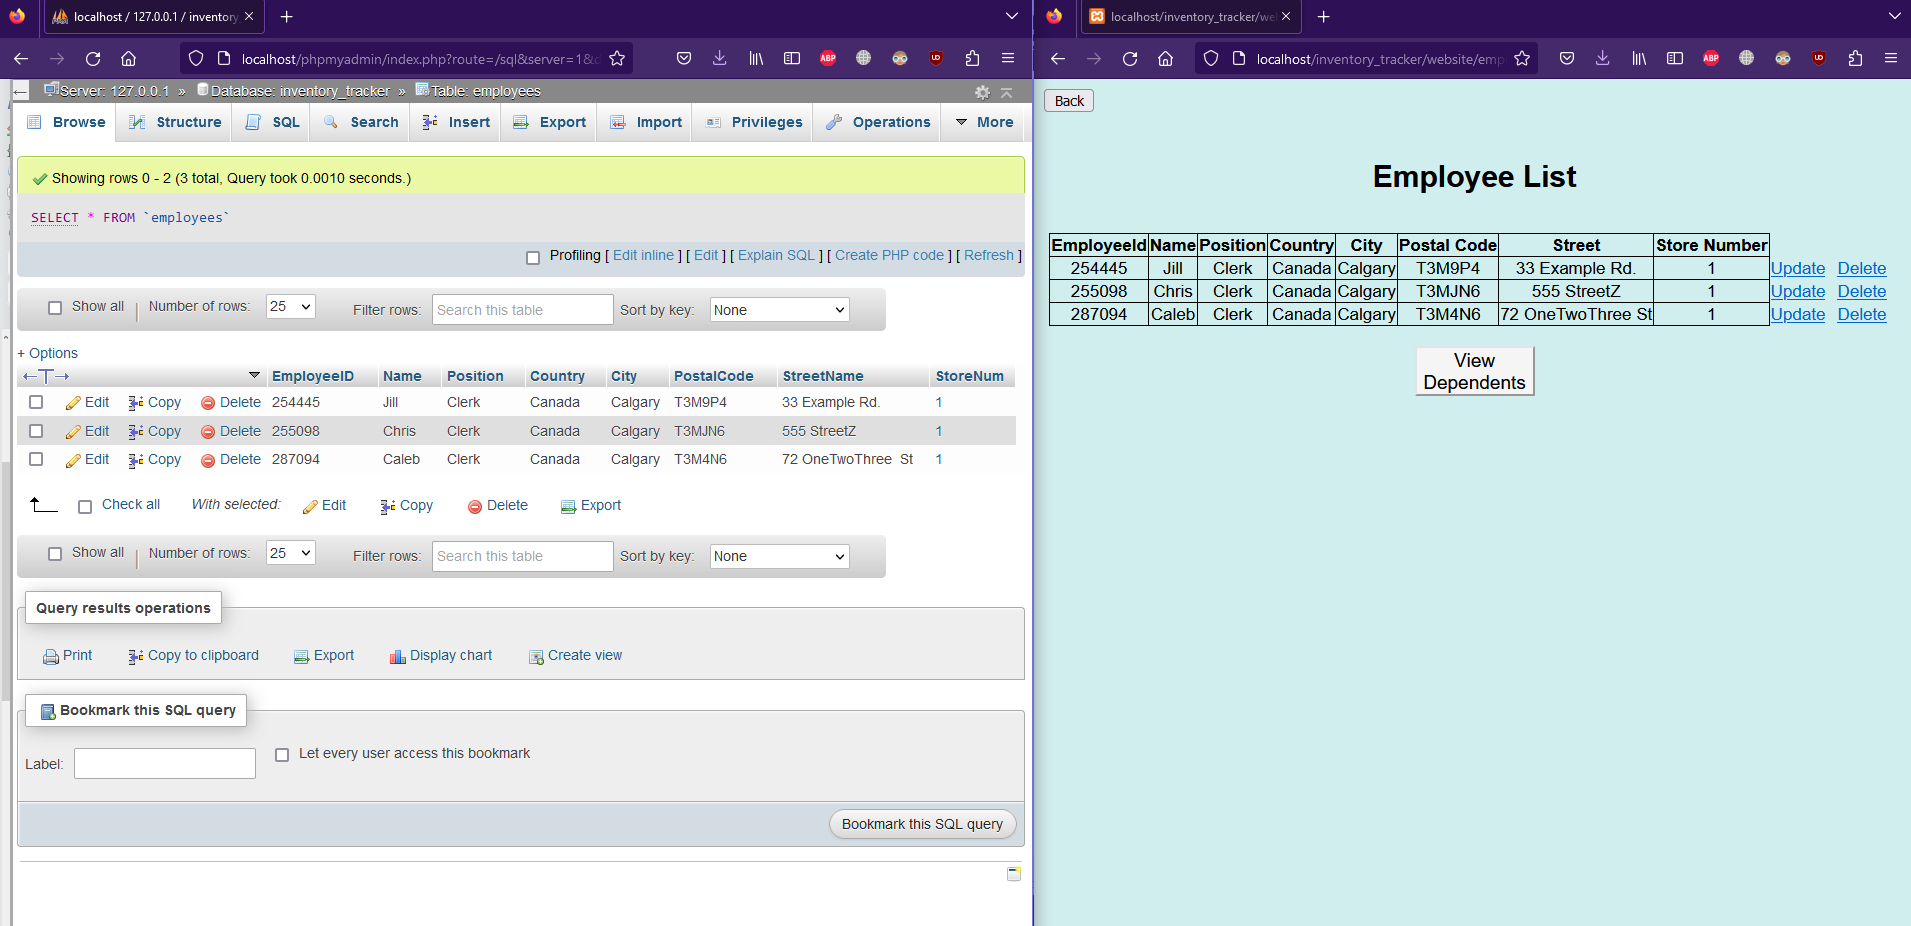 localhost / 127.0.0.1 / inventory
localhost/phpmyadmin/index.php?route=/sql&server=1&
ABP
Server: 127.0.0.1 » Database: inventory_tracker » Table: employees
Browse Structure SQL Search Insert Export Import Privileges Operations More
Showing rows 0 - 2 (3 total, Query took 0.0010 seconds.)
SELECT * FROM `employees`
Profiling [ Edit inline ] [ Edit ] [ Explain SQL ] [ Create PHP code ] [ Refresh ]
Show all Number of rows: 25 Filter rows: Search this table Sort by key: None
+ Options
EmployeeID Name Position Country City PostalCode StreetName StoreNum
Edit Copy Delete 254445 Jill Clerk Canada Calgary T3M9P4 33 Example Rd. 1
Edit Copy Delete 255098 Chris Clerk Canada Calgary T3MJN6 555 StreetZ 1
Edit Copy Delete 287094 Caleb Clerk Canada Calgary T3M4N6 72 OneTwoThree St 1
Check all With selected: Edit Copy Delete Export
Show all Number of rows: 25 Filter rows: Search this table Sort by key: None
Query results operations
Print Copy to clipboard Export Display chart Create view
Bookmark this SQL query
Label: Let every user access this bookmark
Bookmark this SQL query
localhost/inventory_tracker/we
localhost/inventory_tracker/website/emp
ABP
Back
Employee List
EmployeeId Name Position Country City Postal Code Street Store Number
254445 Jill Clerk Canada Calgary T3M9P4 33 Example Rd. 1 Update Delete
255098 Chris Clerk Canada Calgary T3MJN6 555 StreetZ 1 Update Delete
287094 Caleb Clerk Canada Calgary T3M4N6 72 OneTwoThree St 1 Update Delete
View
Dependents